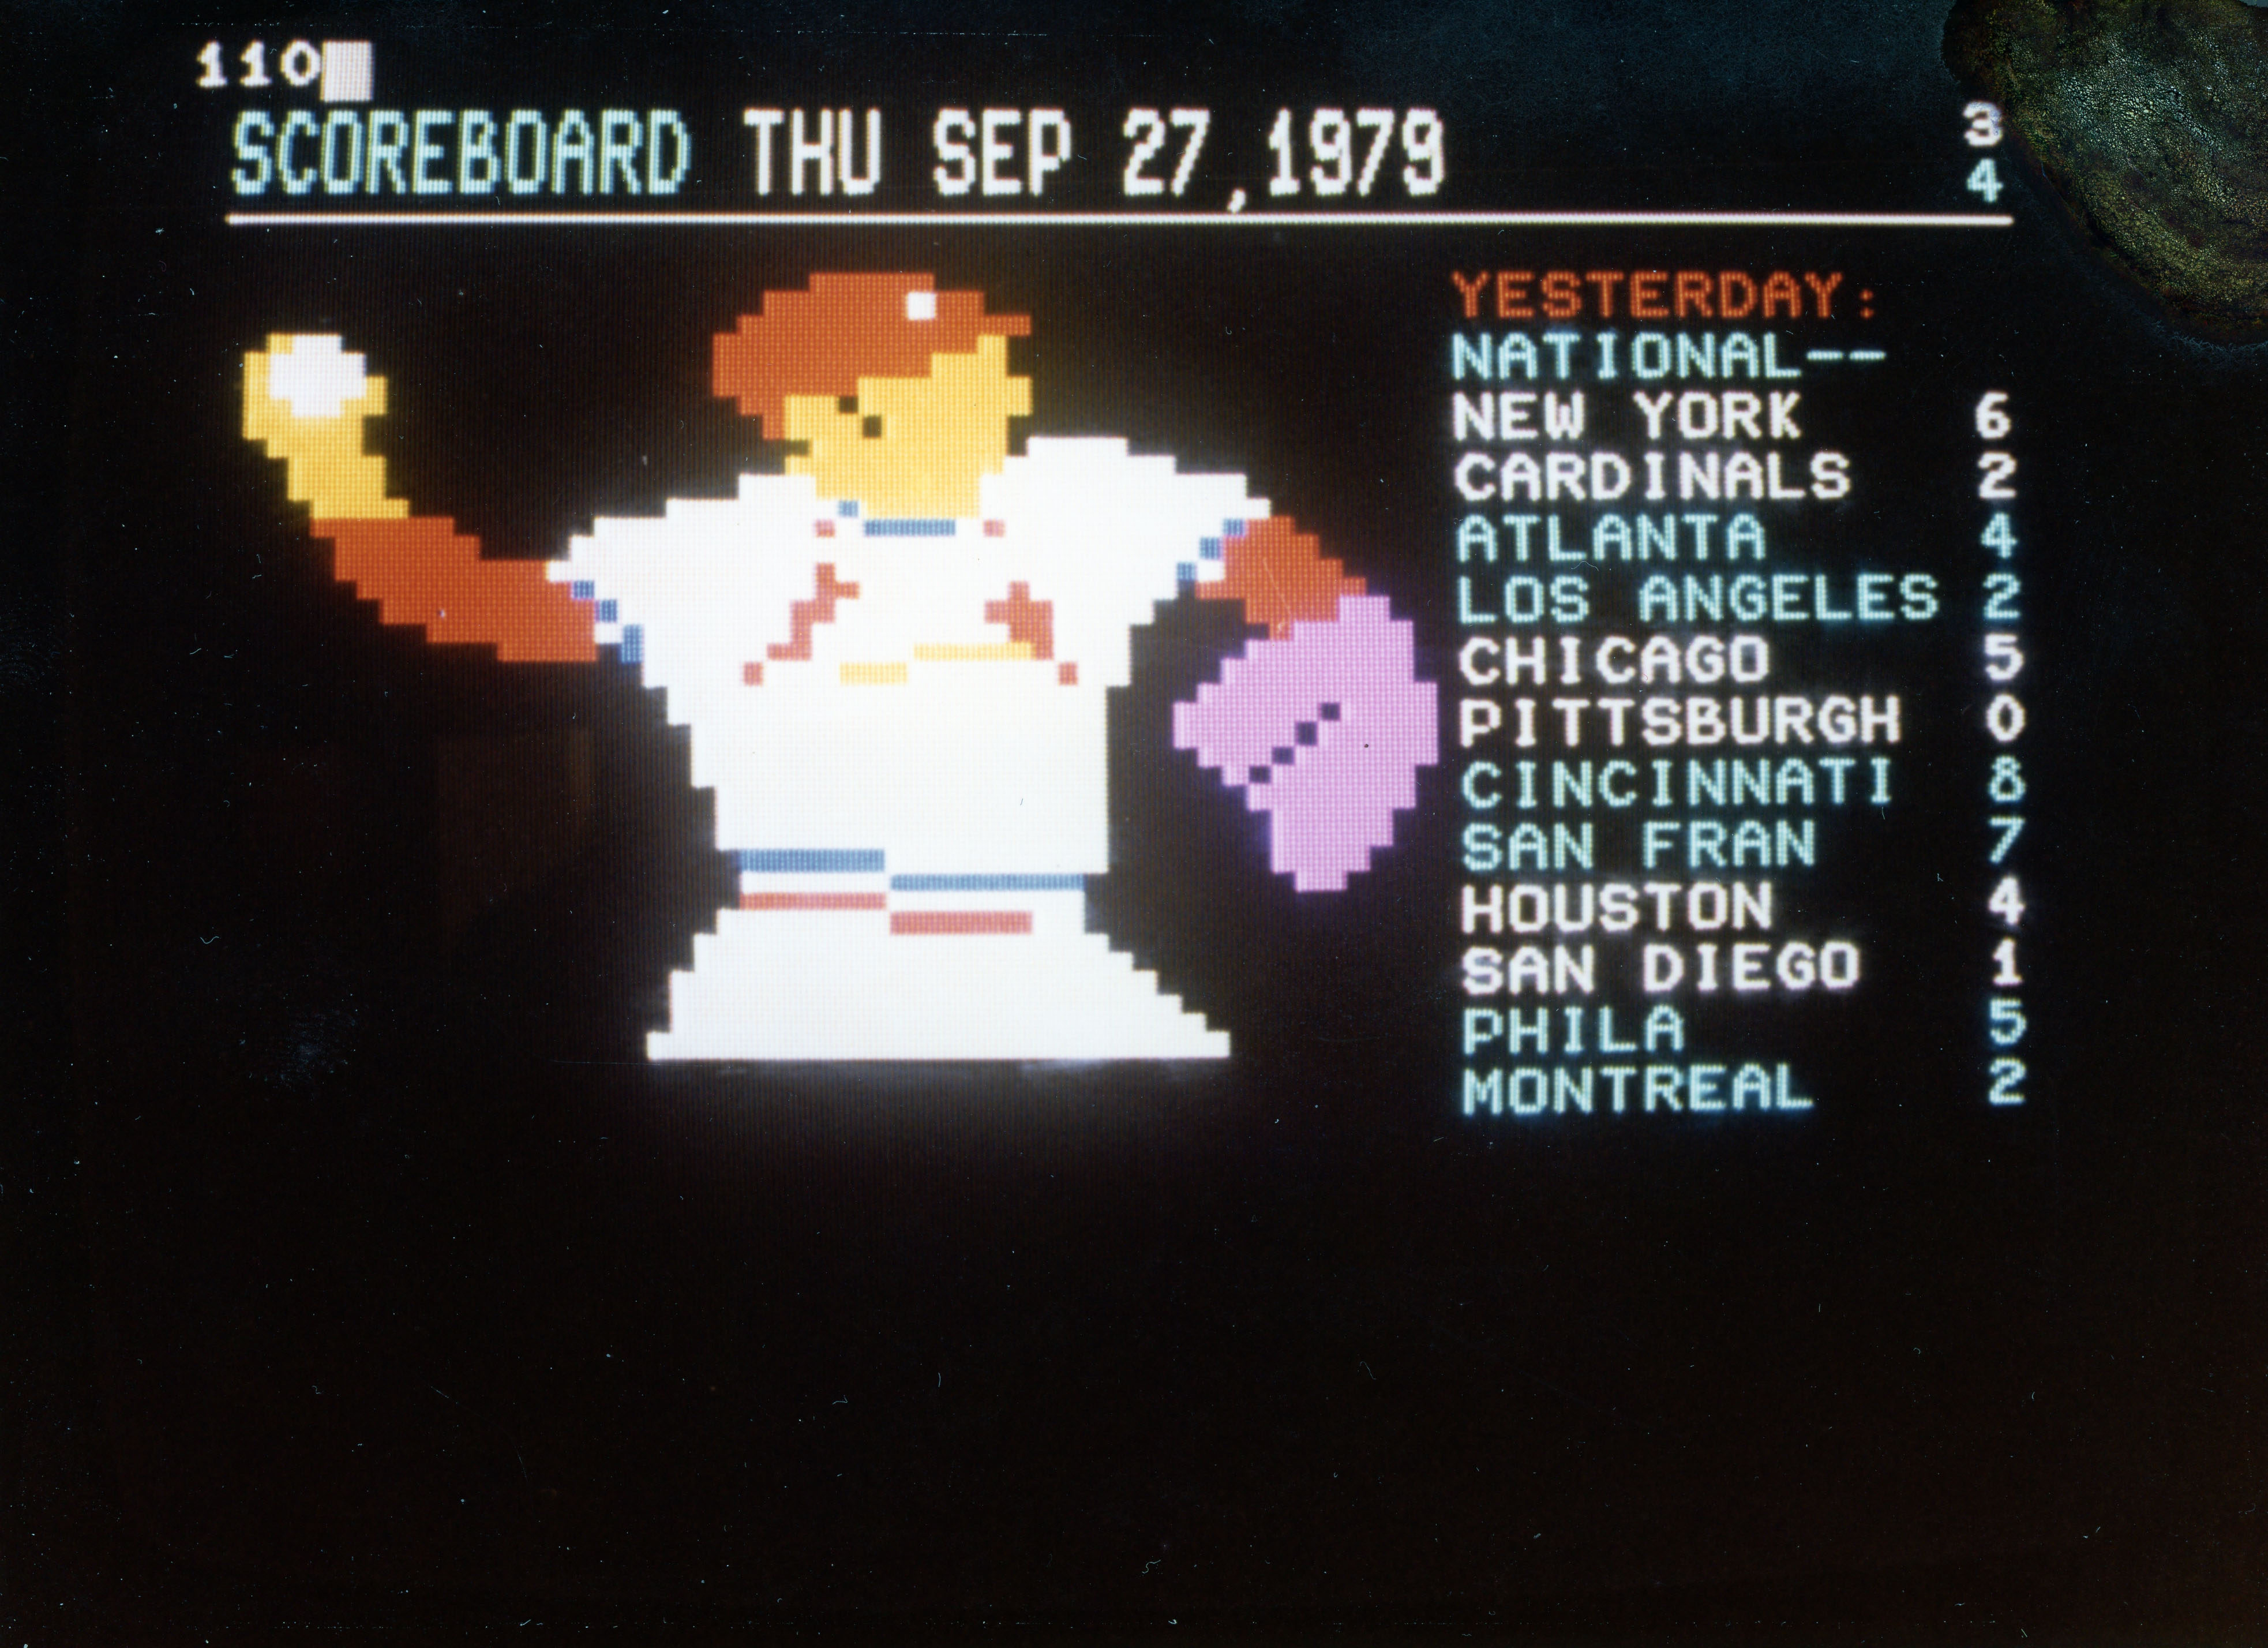 110
SCOREBOARD THU SEP 27,1979 3
4
YESTERDAY:
NATIONAL--
NEW YORK 6
CARDINALS 2
ATLANTA 4
LOS ANGELES 2
CHICAGO 5
PITTSBURGH 0
CINCINNATI 8
SAN FRAN 7
HOUSTON 4
SAN DIEGO 1
PHILA 5
MONTREAL 2